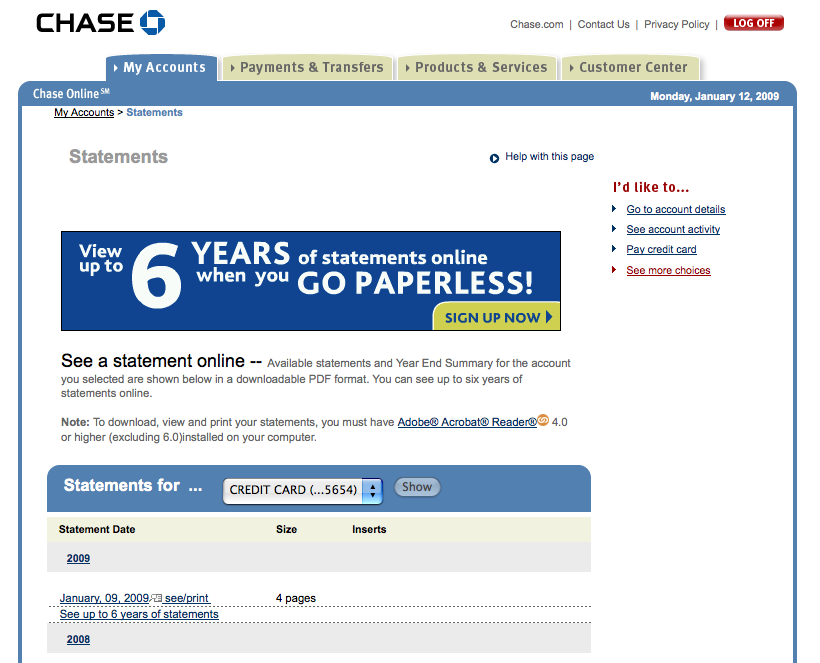 CHASE
Chase.com | Contact Us | Privacy Policy | LOG OFF
My Accounts Payments & Transfers Products & Services Customer Center
Chase Online℠ Monday, January 12, 2009
My Accounts > Statements
Statements
Help with this page
I'd like to...
Go to account details
See account activity
Pay credit card
See more choices
View up to 6 YEARS of statements online
when you GO PAPERLESS!
SIGN UP NOW
See a statement online -- Available statements and Year End Summary for the account
you selected are shown below in a downloadable PDF format. You can see up to six years of
statements online.
Note: To download, view and print your statements, you must have Adobe® Acrobat® Reader® 4.0
or higher (excluding 6.0)installed on your computer.
Statements for ... CREDIT CARD (...5654) Show
Statement Date Size Inserts
2009
January, 09, 2009 see/print 4 pages
See up to 6 years of statements
2008